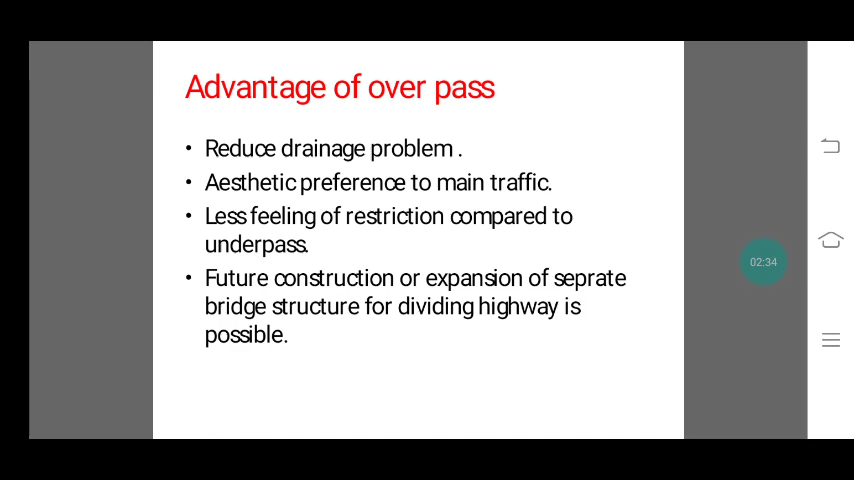 Advantage of over pass
• Reduce drainage problem .
• Aesthetic preference to main traffic.
• Less feeling of restriction compared to
underpass.
• Future construction or expansion of seprate
bridge structure for dividing highway is
possible.
02:34